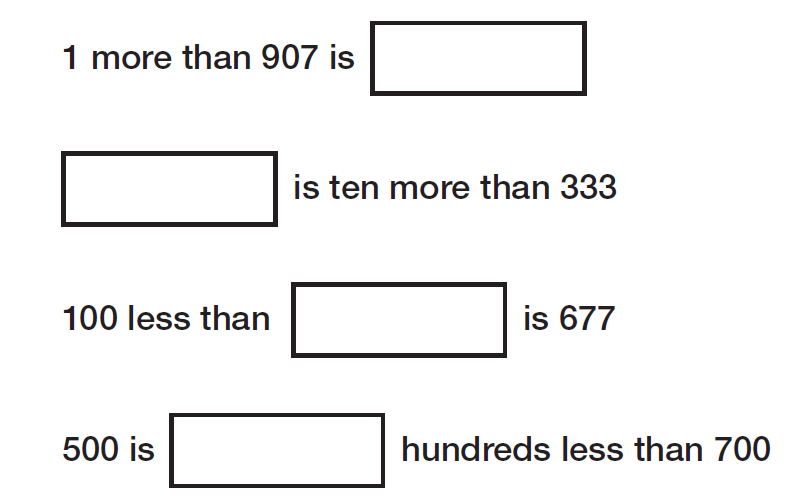 1 more than 907 is
is ten more than 333
100 less than is 677
500 is hundreds less than 700